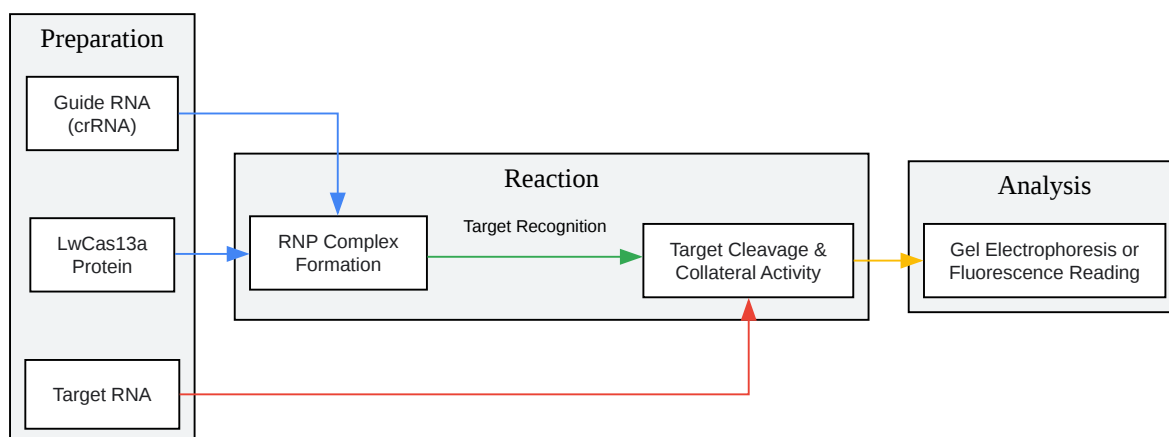 Preparation
Guide RNA
(crRNA)
LwCas13a
Protein
Target RNA
Reaction
RNP Complex
Formation
Target Recognition
Target Cleavage &
Collateral Activity
Analysis
Gel Electrophoresis or
Fluorescence Reading